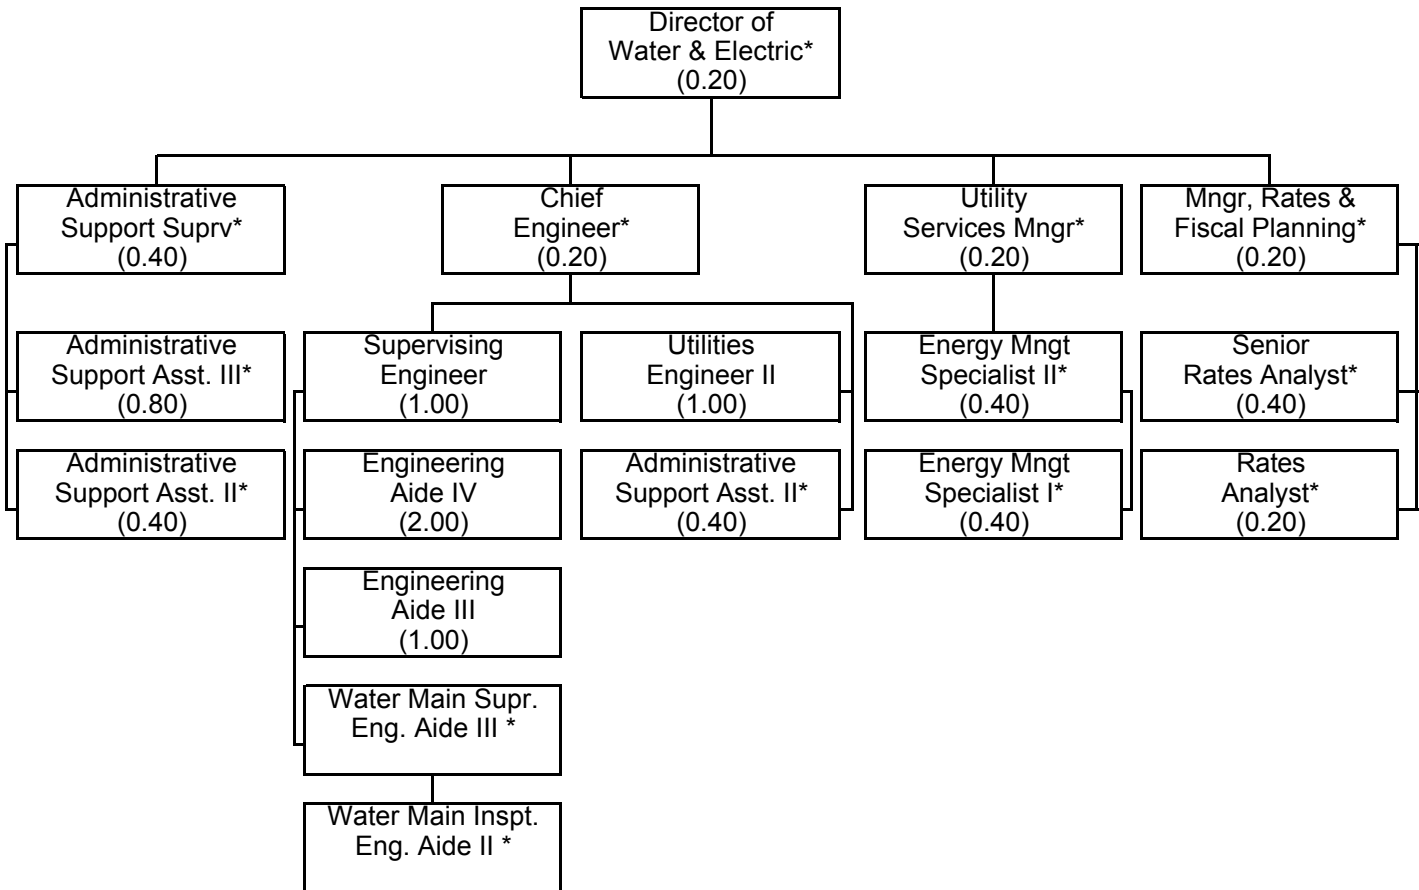 Director of
Water & Electric*
(0.20)
Administrative
Support Suprv*
(0.40)
Chief
Engineer*
(0.20)
Utility
Services Mngr*
(0.20)
Mngr, Rates &
Fiscal Planning*
(0.20)
Administrative
Support Asst. III*
(0.80)
Supervising
Engineer
(1.00)
Utilities
Engineer II
(1.00)
Energy Mngt
Specialist II*
(0.40)
Senior
Rates Analyst*
(0.40)
Administrative
Support Asst. II*
(0.40)
Engineering
Aide IV
(2.00)
Administrative
Support Asst. II*
(0.40)
Energy Mngt
Specialist I*
(0.40)
Rates
Analyst*
(0.20)
Engineering
Aide III
(1.00)
Water Main Supr.
Eng. Aide III *
Water Main Inspt.
Eng. Aide II *